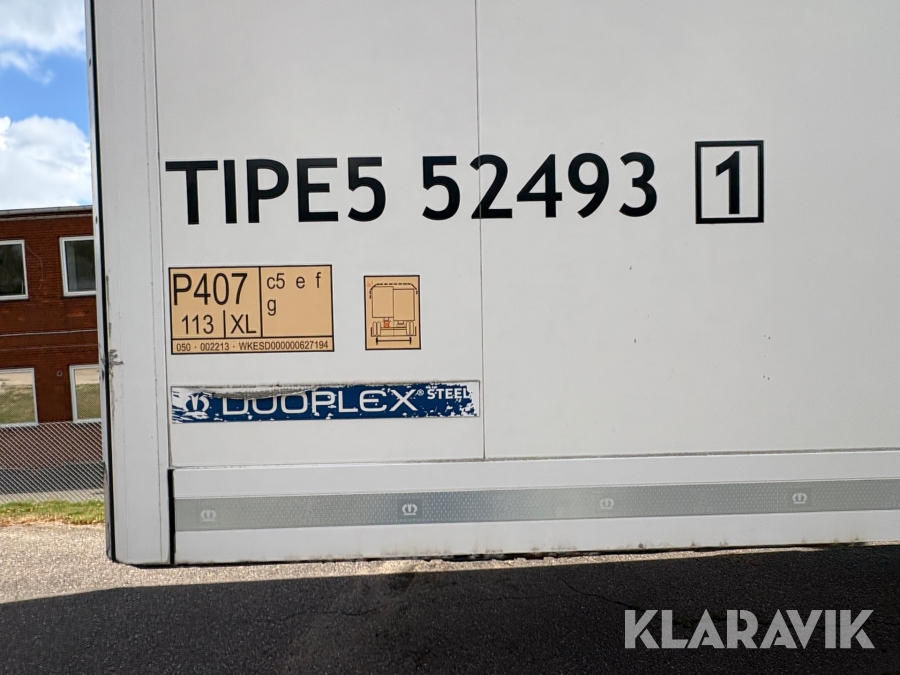 TIPE5 52493 1
P407 c5 e f
g
113 XL
050 · 002213 · WKESD000000627194
DUOPLEX® STEEL
KLARAVIK